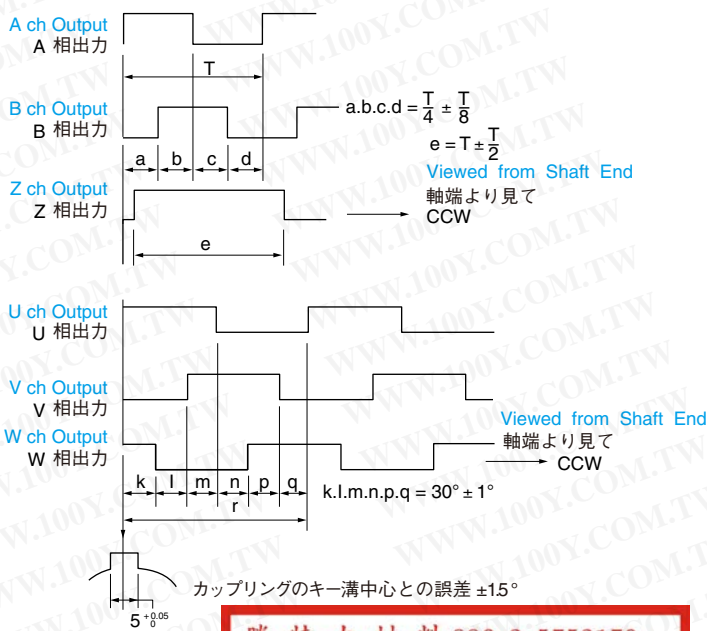 A ch Output
A 相出力
T
B ch Output
B 相出力
a.b.c.d = T/4 ± T/8
e = T ± T/2
a b c d
Viewed from Shaft End
軸端より見て
CCW
Z ch Output
Z 相出力
e
U ch Output
U 相出力
V ch Output
V 相出力
W ch Output
W 相出力
Viewed from Shaft End
軸端より見て
CCW
k l m n p q
r
k.l.m.n.p.q = 30° ± 1°
カップリングのキー溝中心との誤差 ±1.5°
5 +0.05 0
WWW.100Y.COM.TW